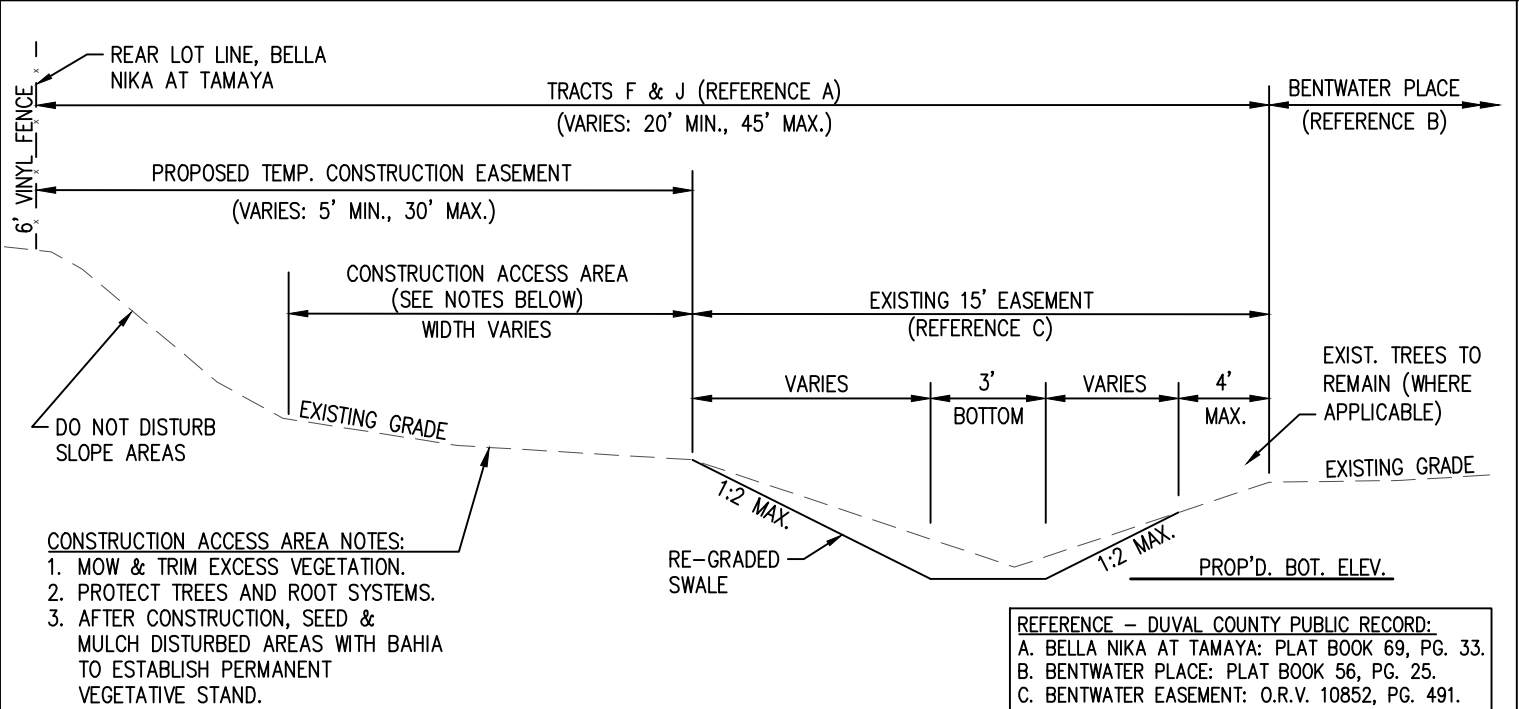 REAR LOT LINE, BELLA
NIKA AT TAMAYA
6' VINYL FENCE
TRACTS F & J (REFERENCE A)
(VARIES: 20' MIN., 45' MAX.)
BENTWATER PLACE
(REFERENCE B)
PROPOSED TEMP. CONSTRUCTION EASEMENT
(VARIES: 5' MIN., 30' MAX.)
CONSTRUCTION ACCESS AREA
(SEE NOTES BELOW)
WIDTH VARIES
EXISTING 15' EASEMENT
(REFERENCE C)
VARIES
3'
BOTTOM
VARIES
4'
MAX.
EXIST. TREES TO
REMAIN (WHERE
APPLICABLE)
DO NOT DISTURB
SLOPE AREAS
EXISTING GRADE
EXISTING GRADE
1:2 MAX.
1:2 MAX.
RE-GRADED
SWALE
PROP'D. BOT. ELEV.
CONSTRUCTION ACCESS AREA NOTES:
1. MOW & TRIM EXCESS VEGETATION.
2. PROTECT TREES AND ROOT SYSTEMS.
3. AFTER CONSTRUCTION, SEED &
MULCH DISTURBED AREAS WITH BAHIA
TO ESTABLISH PERMANENT
VEGETATIVE STAND.
REFERENCE – DUVAL COUNTY PUBLIC RECORD:
A. BELLA NIKA AT TAMAYA: PLAT BOOK 69, PG. 33.
B. BENTWATER PLACE: PLAT BOOK 56, PG. 25.
C. BENTWATER EASEMENT: O.R.V. 10852, PG. 491.